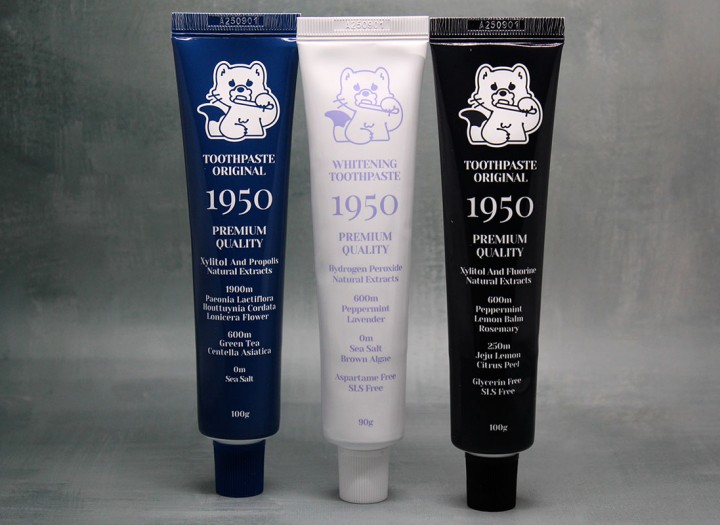 A250901
TOOTHPASTE
ORIGINAL
1950
PREMIUM
QUALITY
Xylitol And Propolis
Natural Extracts
1900m
Paeonia Lactiflora
Houttuynia Cordata
Lonicera Flower
600m
Green Tea
Centella Asiatica
0m
Sea Salt
100g
A250901
WHITENING
TOOTHPASTE
1950
PREMIUM
QUALITY
Hydrogen Peroxide
Natural Extracts
600m
Peppermint
Lavender
0m
Sea Salt
Brown Algae
Aspartame Free
SLS Free
90g
A250901
TOOTHPASTE
ORIGINAL
1950
PREMIUM
QUALITY
Xylitol And Fluorine
Natural Extracts
600m
Peppermint
Lemon Balm
Rosemary
250m
Jeju Lemon
Citrus Peel
Glycerin Free
SLS Free
100g